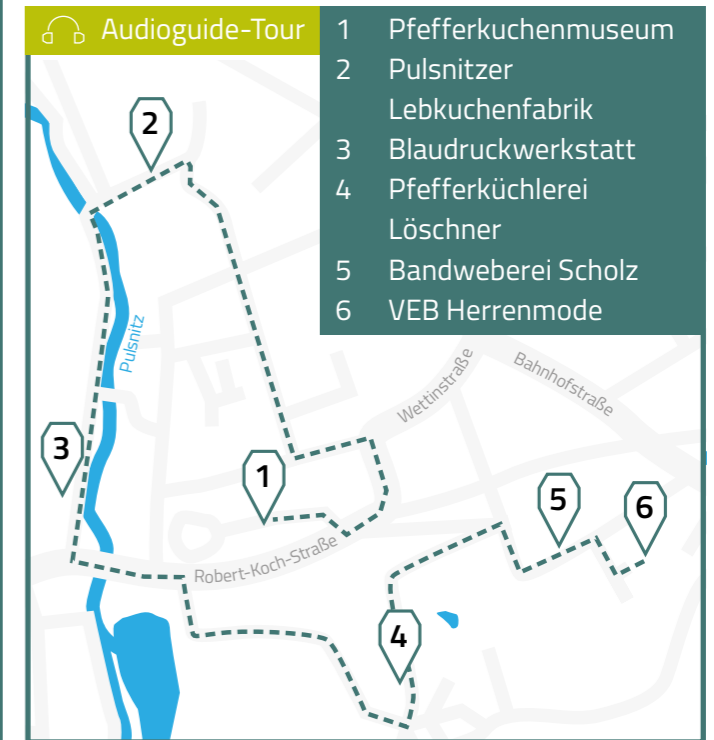 Audioguide-Tour
1 Pfefferkuchenmuseum
2 Pulsnitzer
Lebkuchenfabrik
3 Blaudruckwerkstatt
4 Pfefferküchlerei
Löschner
5 Bandweberei Scholz
6 VEB Herrenmode
2
Pulsnitz
Wettinstraße
Bahnhofstraße
3
1
5
6
Robert-Koch-Straße
4